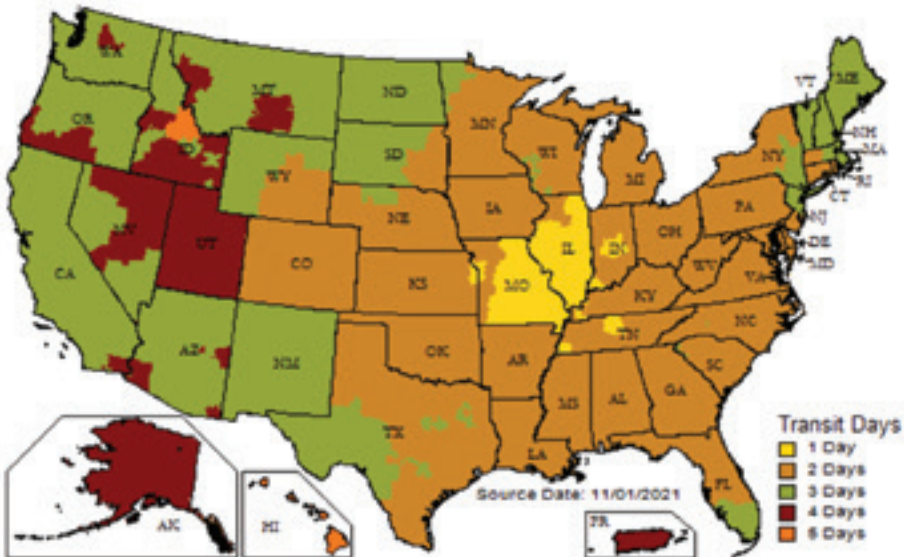 WA
MT
ND
MN
OR
ID
SD
WI
WY
MI
VT
ME
NH
MA
NY
RI
CT
IA
NE
PA
NJ
NV
UT
CO
IL
IN
OH
DE
MD
WV
VA
CA
KS
MO
KY
NC
TN
AZ
NM
OK
AR
SC
MS
AL
GA
TX
LA
FL
AK
HI
PR
Source Date: 11/01/2021
Transit Days
1 Day
2 Days
3 Days
4 Days
5 Days